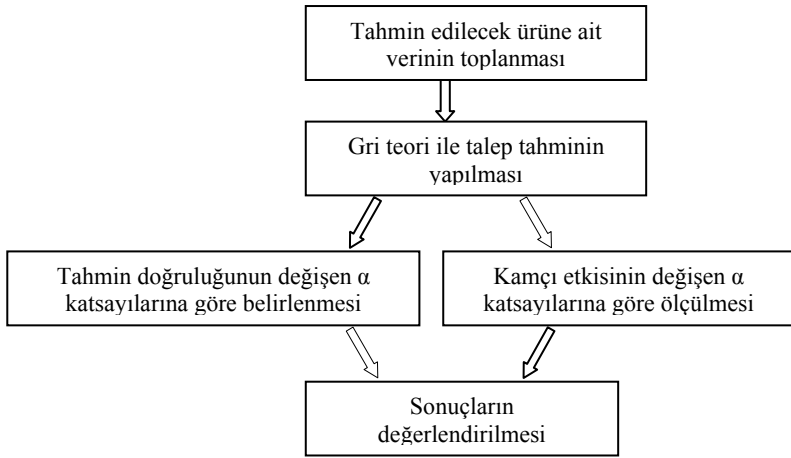 Tahmin edilecek ürüne ait
verinin toplanması
Gri teori ile talep tahminin
yapılması
Tahmin doğruluğunun değişen α
katsayılarına göre belirlenmesi
Kamçı etkisinin değişen α
katsayılarına göre ölçülmesi
Sonuçların
değerlendirilmesi